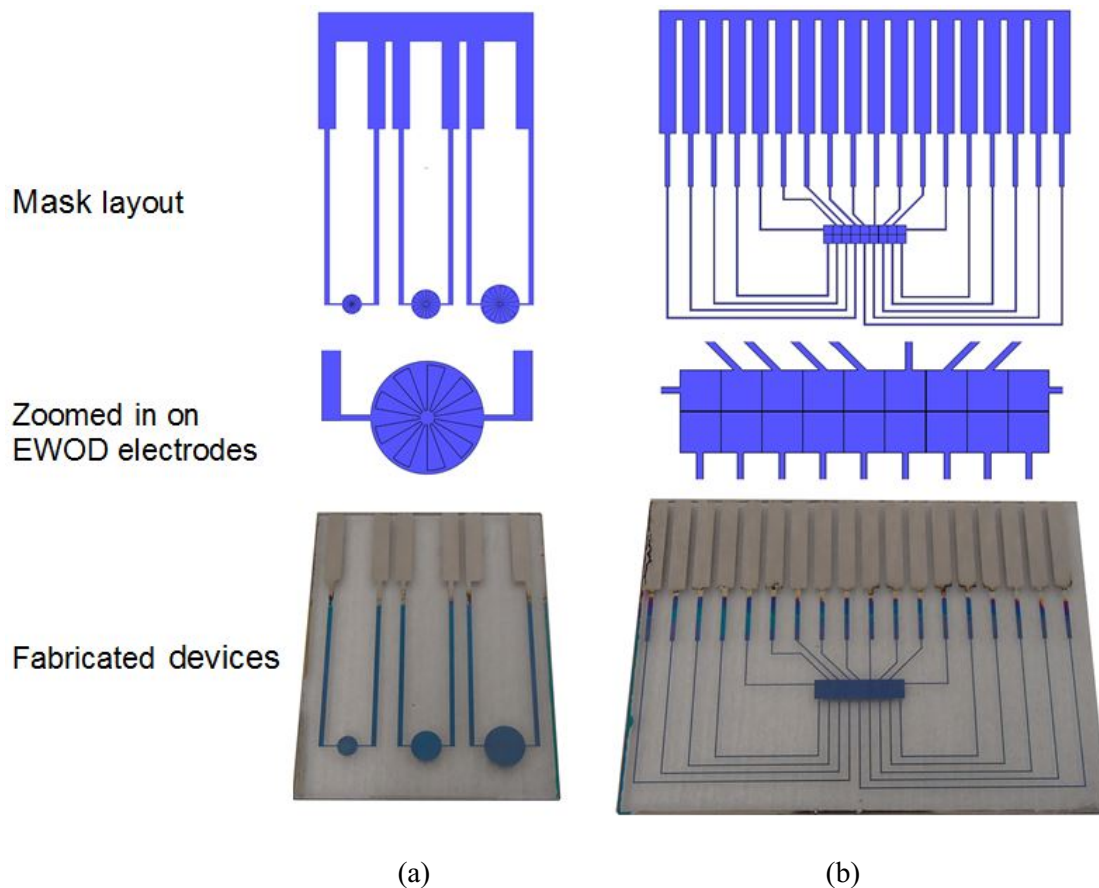 Mask layout
Zoomed in on
EWOD electrodes
Fabricated devices
(a)
(b)